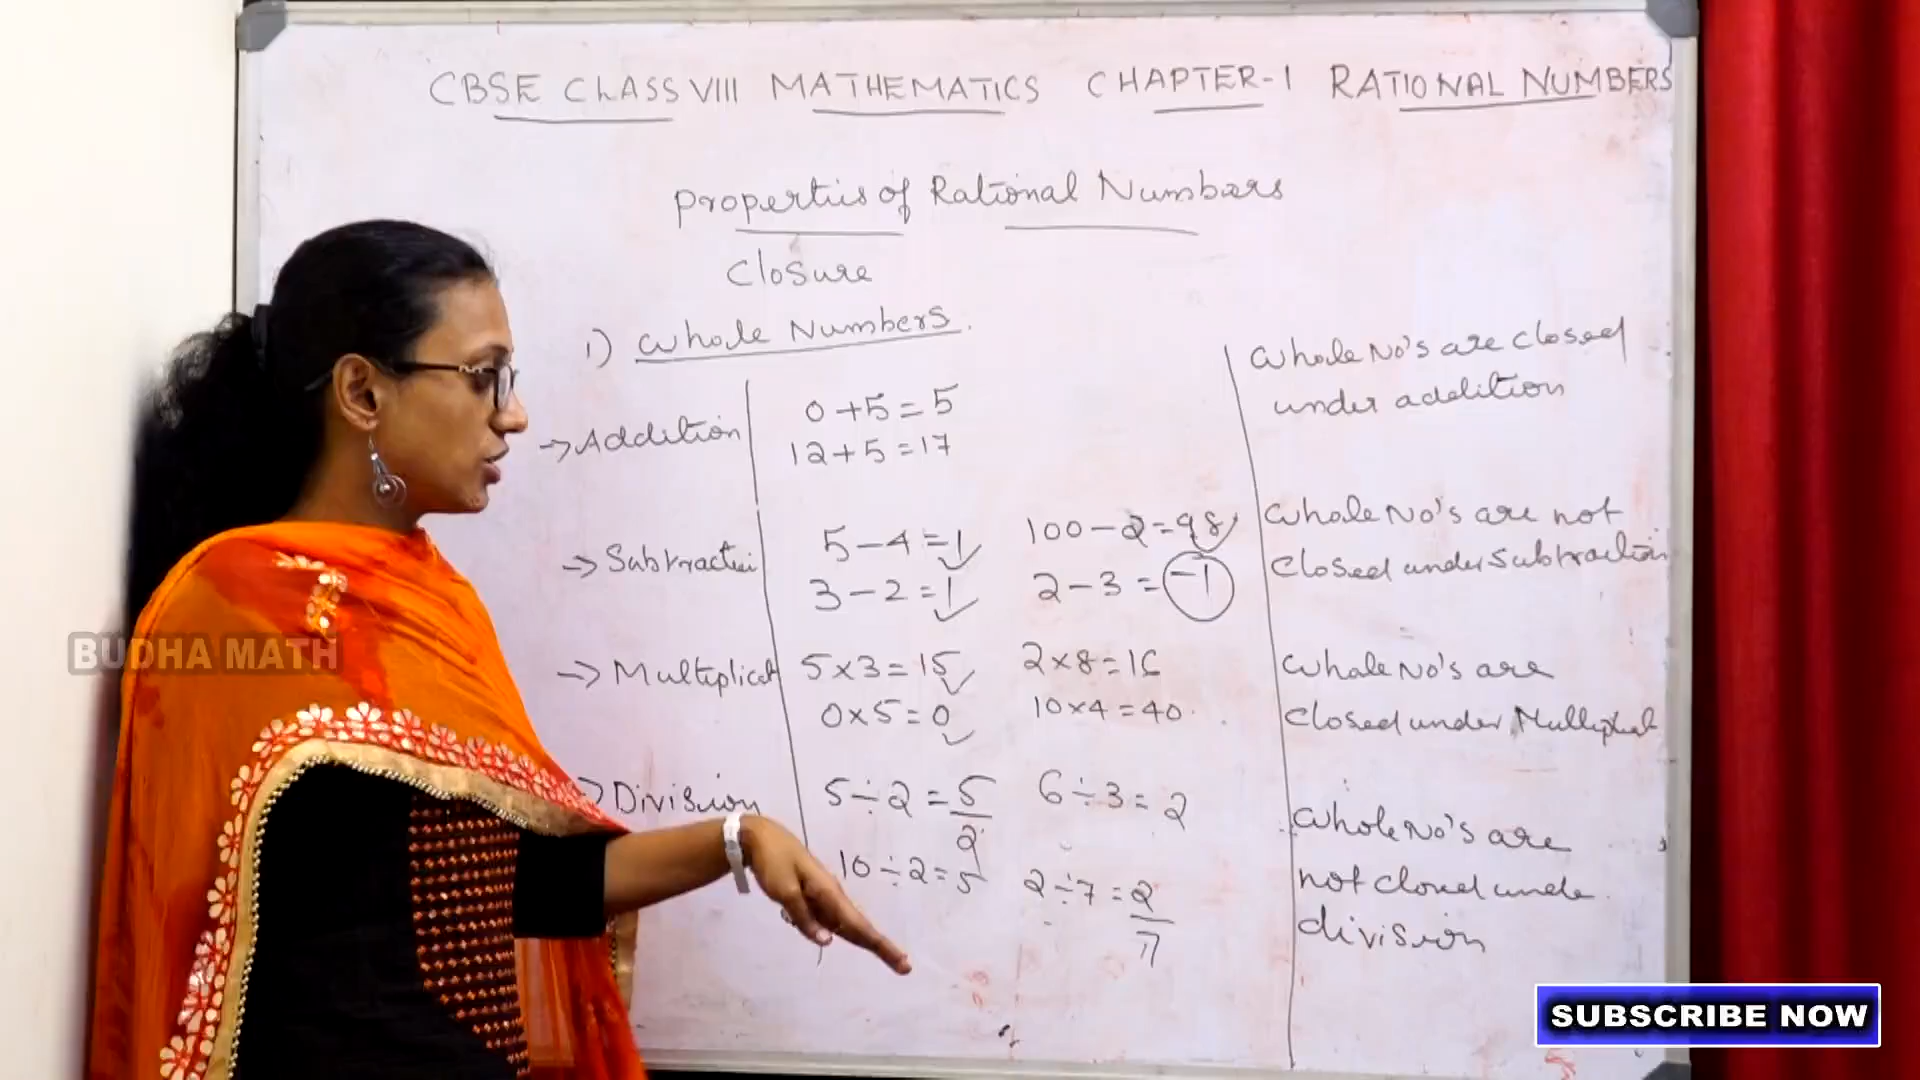 CBSE CLASS VIII MATHEMATICS CHAPTER-1 RATIONAL NUMBERS
Properties of Rational Numbers
Closure
1) Whole Numbers.
→ Addition
0+5=5
12+5=17
Whole No's are closed
under addition
→ Subtraction
5-4=1 100-2=98
3-2=1 2-3=-1
Whole No's are not
closed under subtraction
→ Multiplicat
5×3=15 2×8=16
0×5=0 10×4=40
Whole No's are
closed under
Division
5÷2=5/2 6÷3=2
10÷2=5 2÷7=2/7
Whole No's are
not closed unde
division
BUDHA MATH
SUBSCRIBE NOW